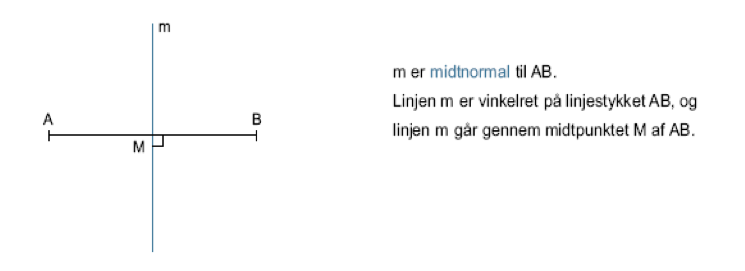 m
A
B
M
m er midtnormal til AB.
Linjen m er vinkelret på linjestykket AB, og
linjen m går gennem midtpunktet M af AB.